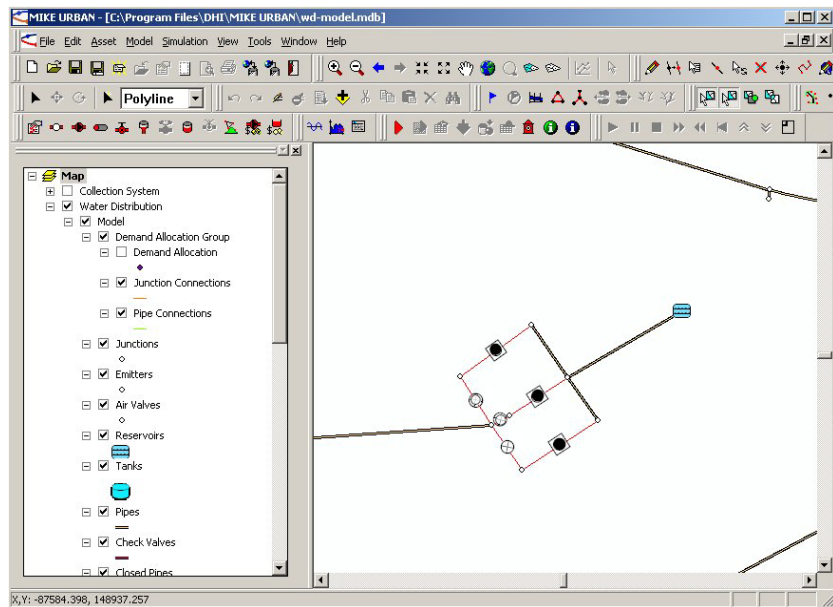 MIKE URBAN - [C:\Program Files\DHI\MIKE URBAN\wd-model.mdb]
File Edit Asset Model Simulation View Tools Window Help
Polyline
Map
Collection System
Water Distribution
Model
Demand Allocation Group
Demand Allocation
Junction Connections
Pipe Connections
Junctions
Emitters
Air Valves
Reservoirs
Tanks
Pipes
Check Valves
Closed Pipes
X,Y: -87584.398, 148937.257